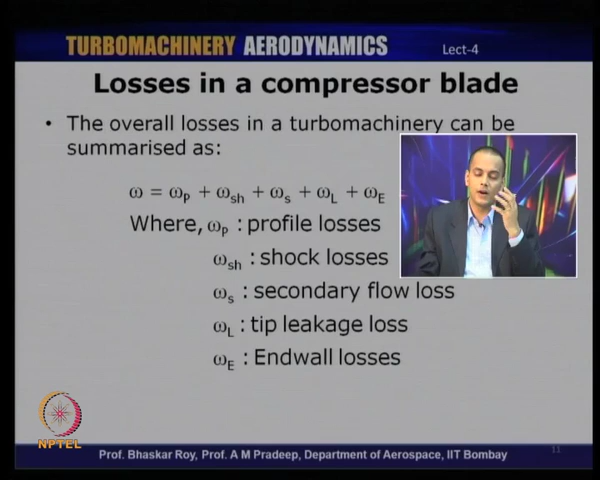 TURBOMACHINERY AERODYNAMICS Lect-4
Losses in a compressor blade
• The overall losses in a turbomachinery can be
summarised as:
ω = ωP + ωsh + ωs + ωL + ωE
Where, ωP : profile losses
ωsh : shock losses
ωs : secondary flow loss
ωL : tip leakage loss
ωE : Endwall losses
NPTEL
Prof. Bhaskar Roy, Prof. A M Pradeep, Department of Aerospace, IIT Bombay
11